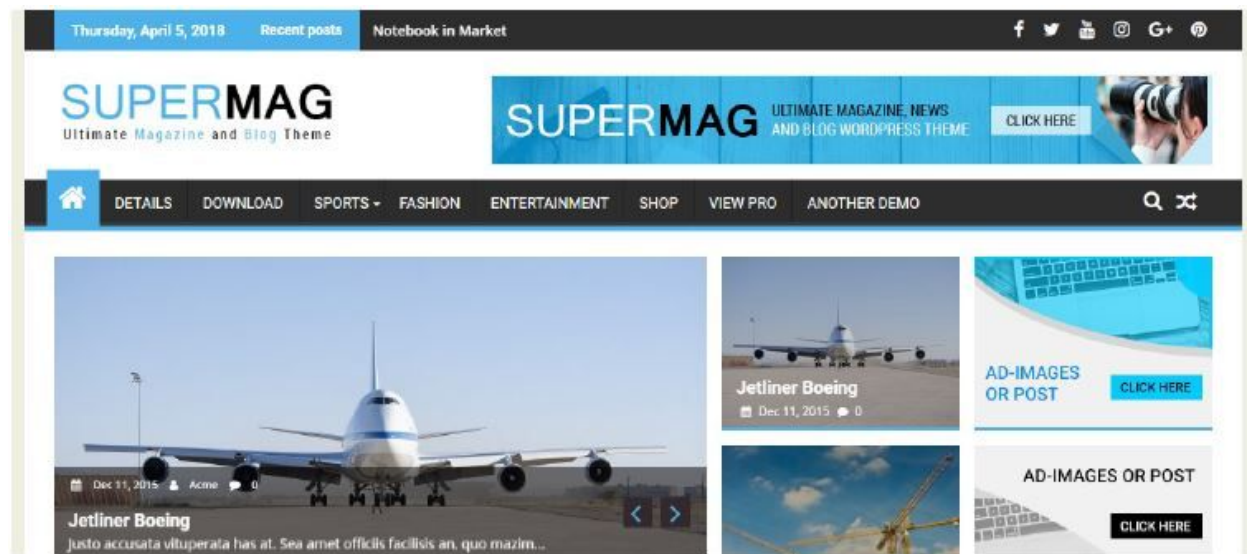 Thursday, April 5, 2018 Recent posts Notebook in Market
SUPERMAG
Ultimate Magazine and Blog Theme
SUPERMAG ULTIMATE MAGAZINE, NEWS
AND BLOG WORDPRESS THEME
CLICK HERE
DETAILS DOWNLOAD SPORTS FASHION ENTERTAINMENT SHOP VIEW PRO ANOTHER DEMO
Dec 11, 2015 Acme 0
Jetliner Boeing
Justo accusata vituperata has at. Sea amet officiis facilisis an, quo mazim...
Jetliner Boeing
Dec 11, 2015 0
AD-IMAGES
OR POST
CLICK HERE
AD-IMAGES OR POST
CLICK HERE